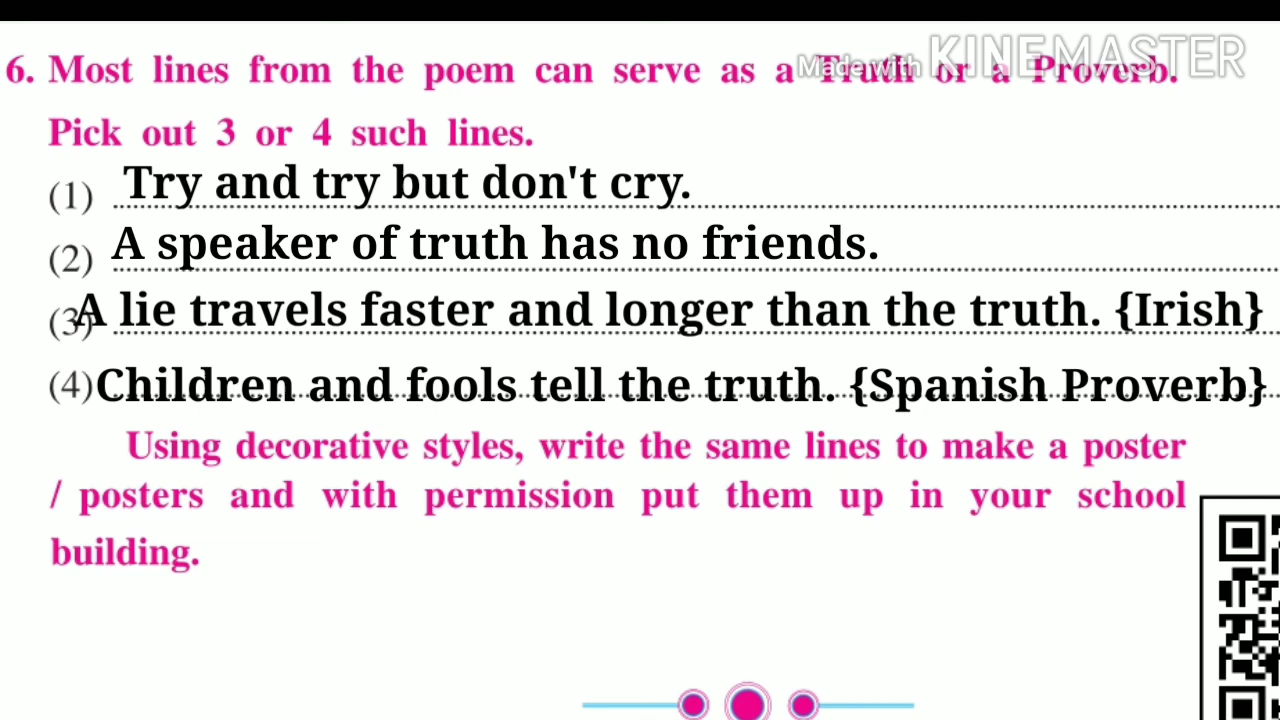 Made with KINEMASTER
6. Most lines from the poem can serve as a Truth or a Proverb.
Pick out 3 or 4 such lines.
(1) Try and try but don't cry.
(2) A speaker of truth has no friends.
(3) A lie travels faster and longer than the truth. {Irish}
(4) Children and fools tell the truth. {Spanish Proverb}
Using decorative styles, write the same lines to make a poster
/ posters and with permission put them up in your school
building.